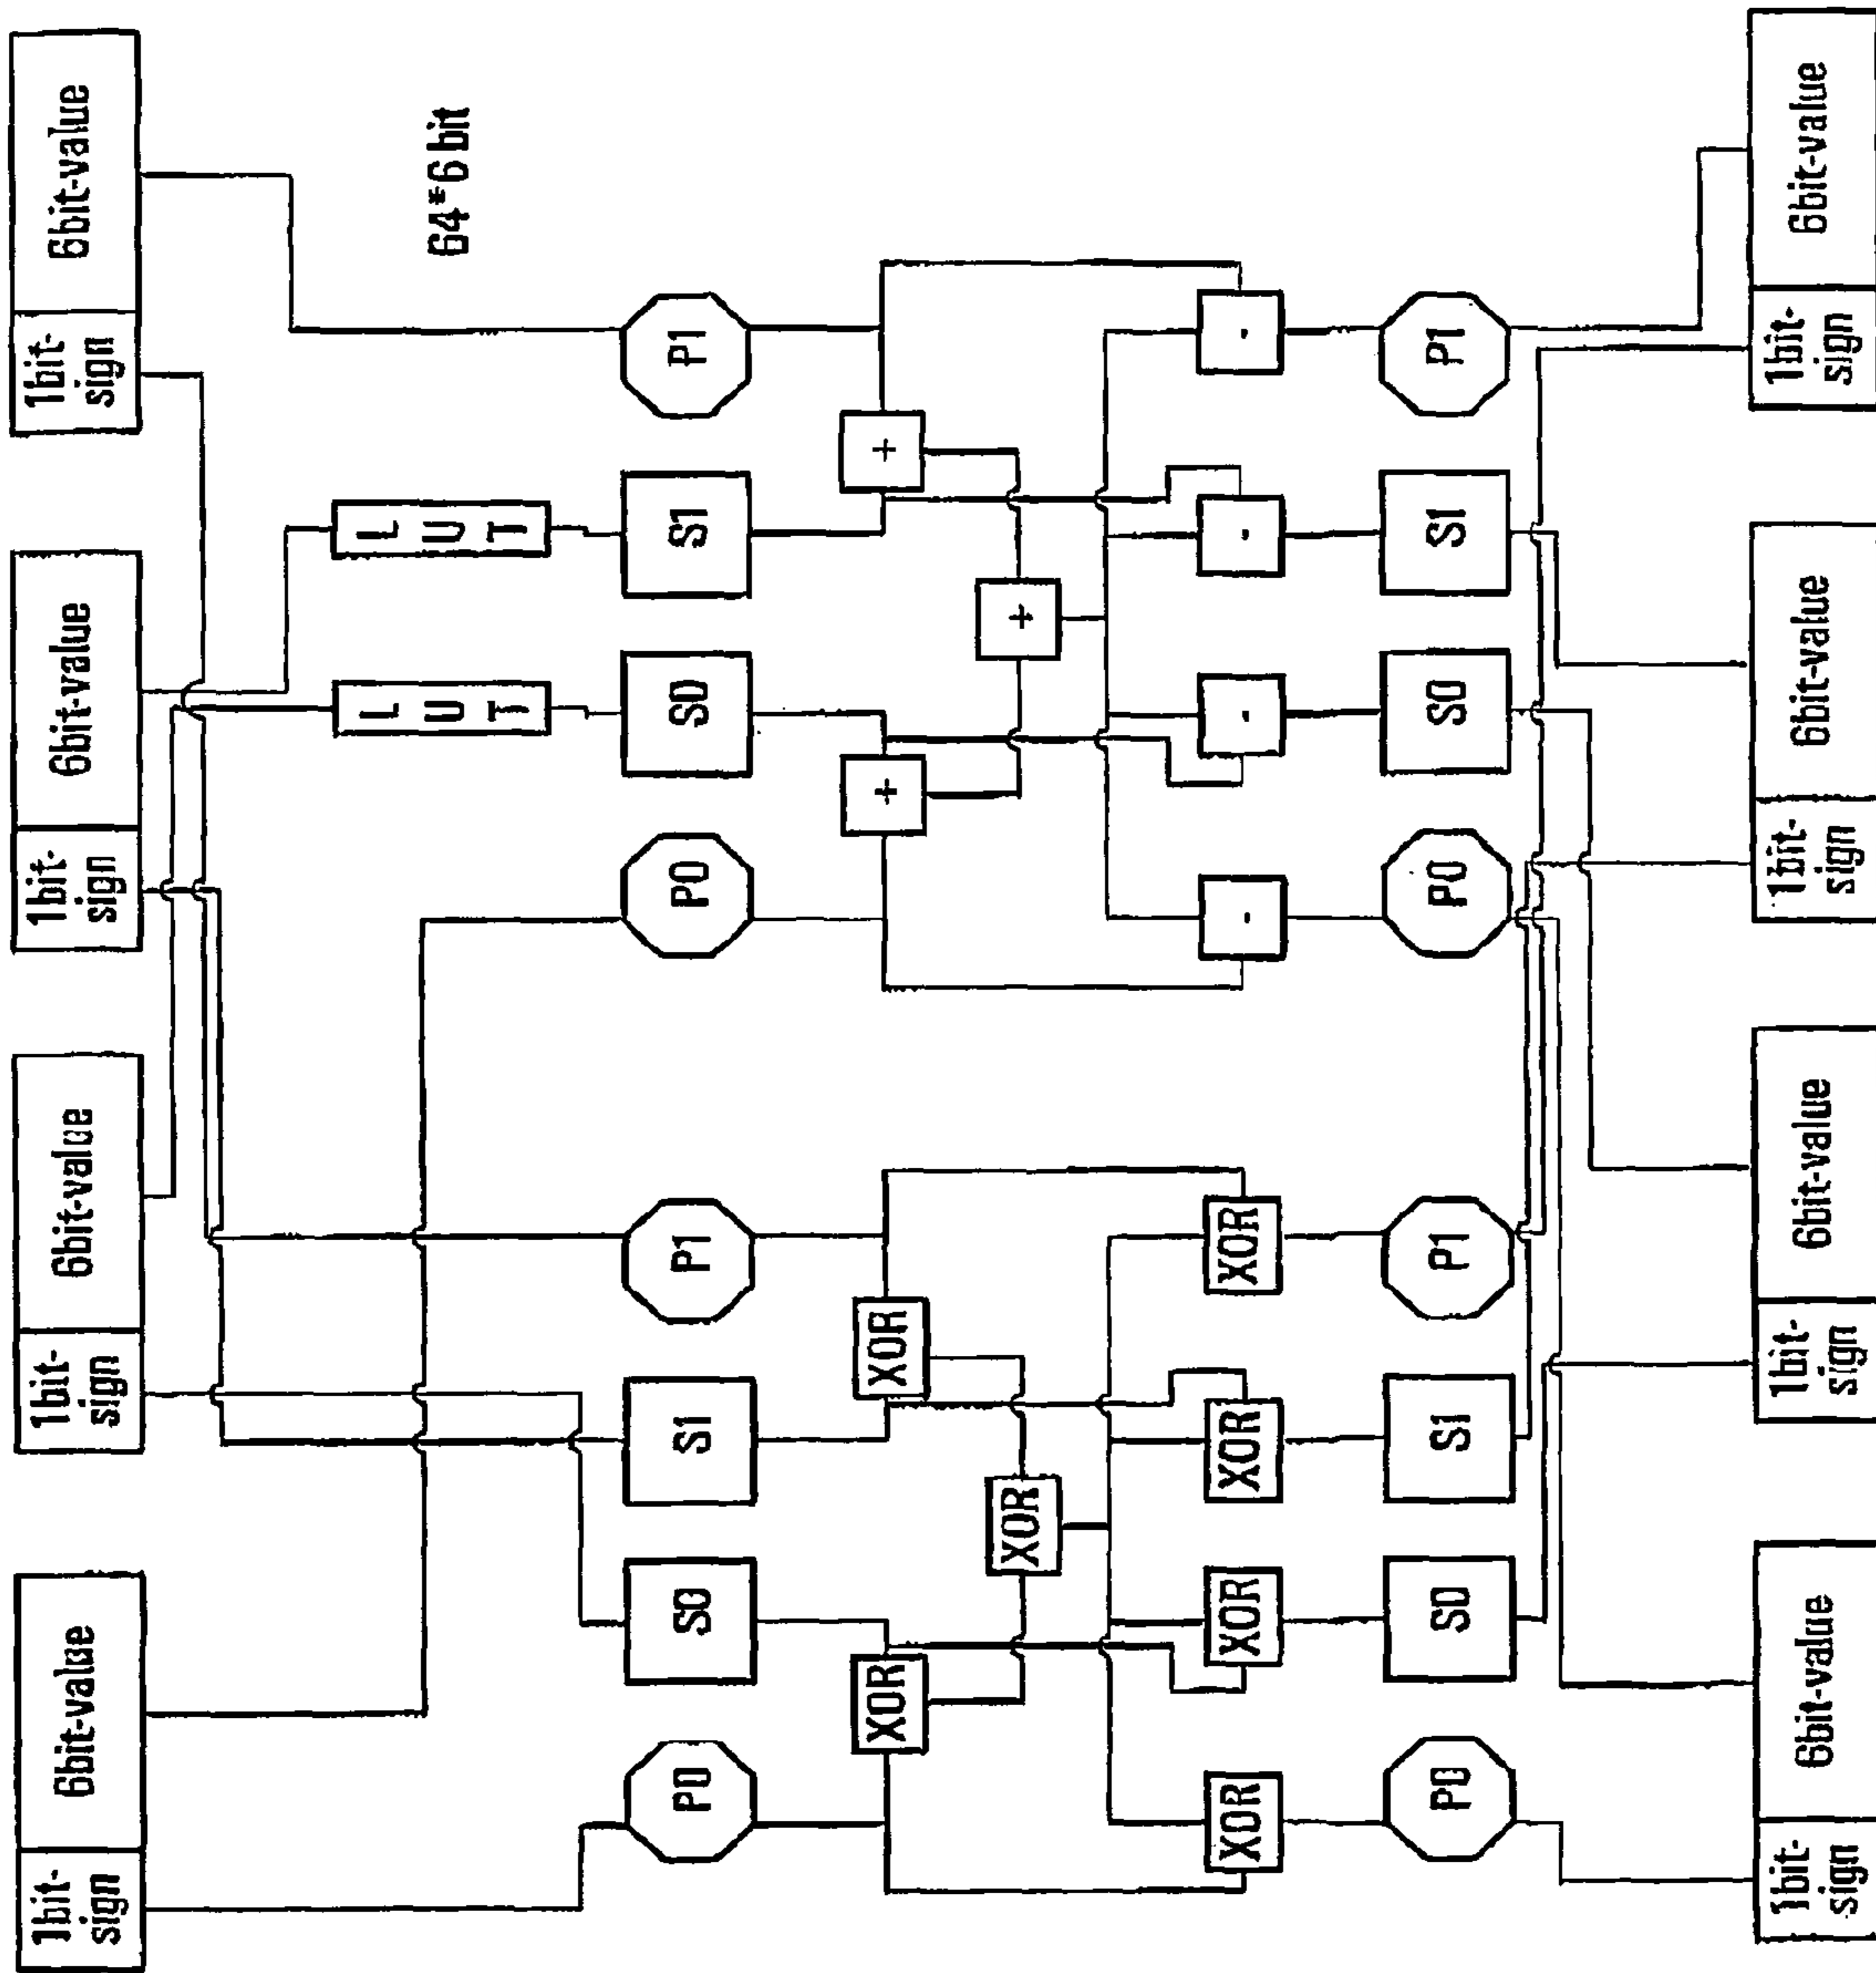 1bit-
sign
6bit-value
1bit-
sign
6bit-value
1bit-
sign
6bit-value
1bit-
sign
6bit-value
L
U
T
L
U
T
64*6 bit
P0
S0
S1
P1
P0
S0
S1
P1
XOR
XOR
+
+
XOR
+
XOR
XOR
XOR
XOR
-
-
-
-
P0
S0
S1
P1
P0
S0
S1
P1
1bit-
sign
6bit-value
1bit-
sign
6bit-value
1bit-
sign
6bit-value
1bit-
sign
6bit-value